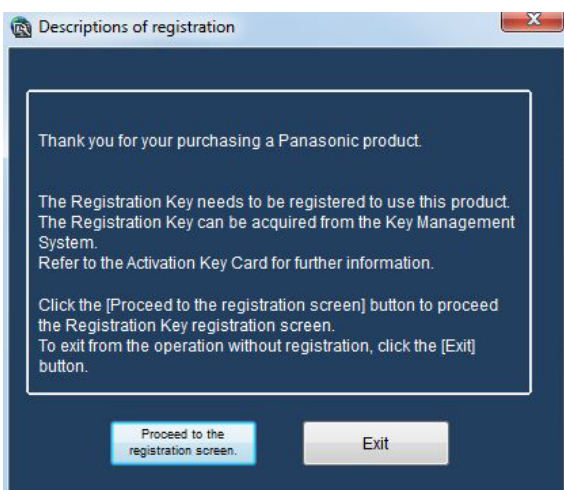 Descriptions of registration
X
Thank you for your purchasing a Panasonic product.
The Registration Key needs to be registered to use this product.
The Registration Key can be acquired from the Key Management
System.
Refer to the Activation Key Card for further information.
Click the [Proceed to the registration screen] button to proceed
the Registration Key registration screen.
To exit from the operation without registration, click the [Exit]
button.
Proceed to the
registration screen.
Exit